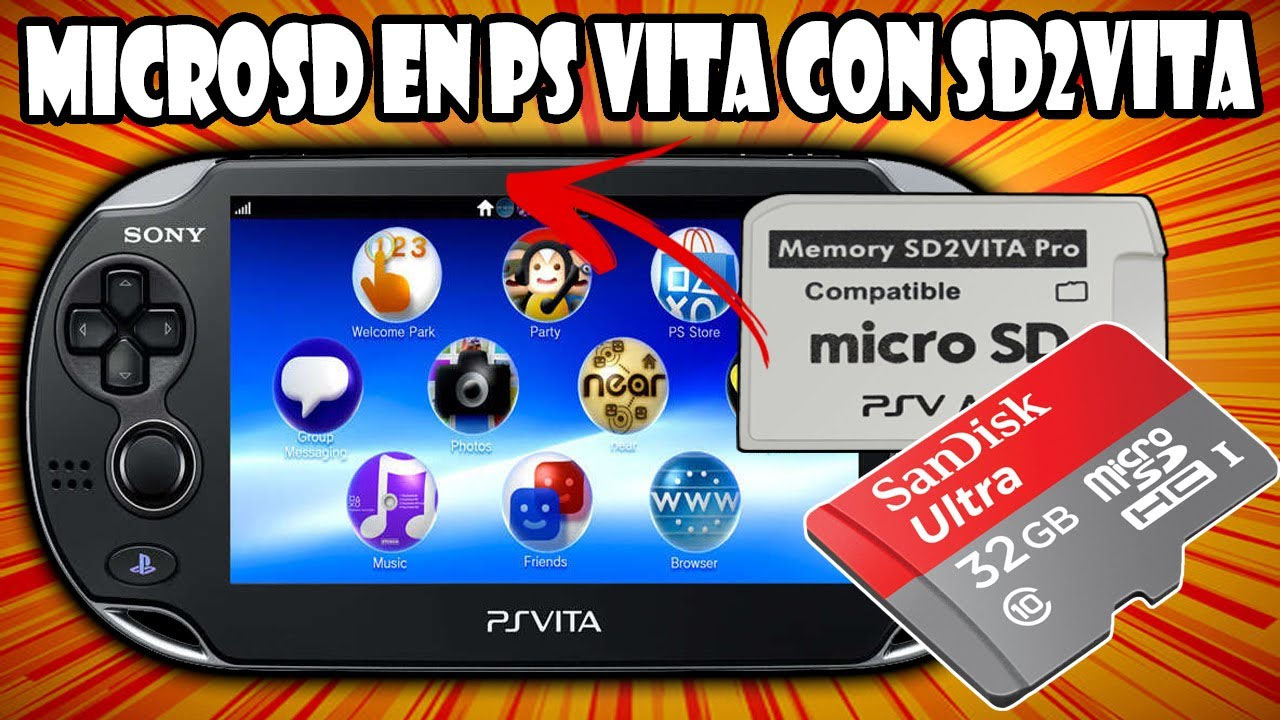 MICROSD EN PS VITA CON SD2VITA
SONY
123
Welcome Park
Party
PS Store
Group
Messaging
Photos
near
near
Music
WWW
Friends
Browser
PSVITA
Memory SD2VITA Pro
Compatible
micro SD
PSV
SanDisk
Ultra
32GB
micro
SD
HC I
10